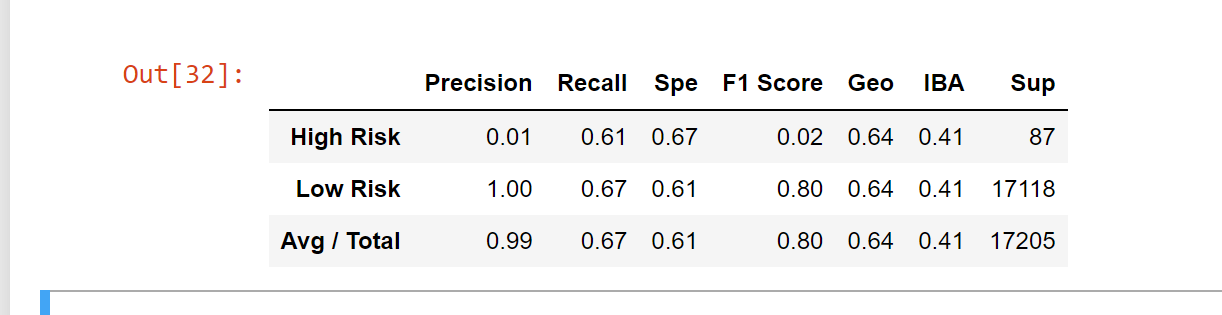 Out[32]:
Precision Recall Spe F1 Score Geo IBA Sup
High Risk 0.01 0.61 0.67 0.02 0.64 0.41 87
Low Risk 1.00 0.67 0.61 0.80 0.64 0.41 17118
Avg / Total 0.99 0.67 0.61 0.80 0.64 0.41 17205